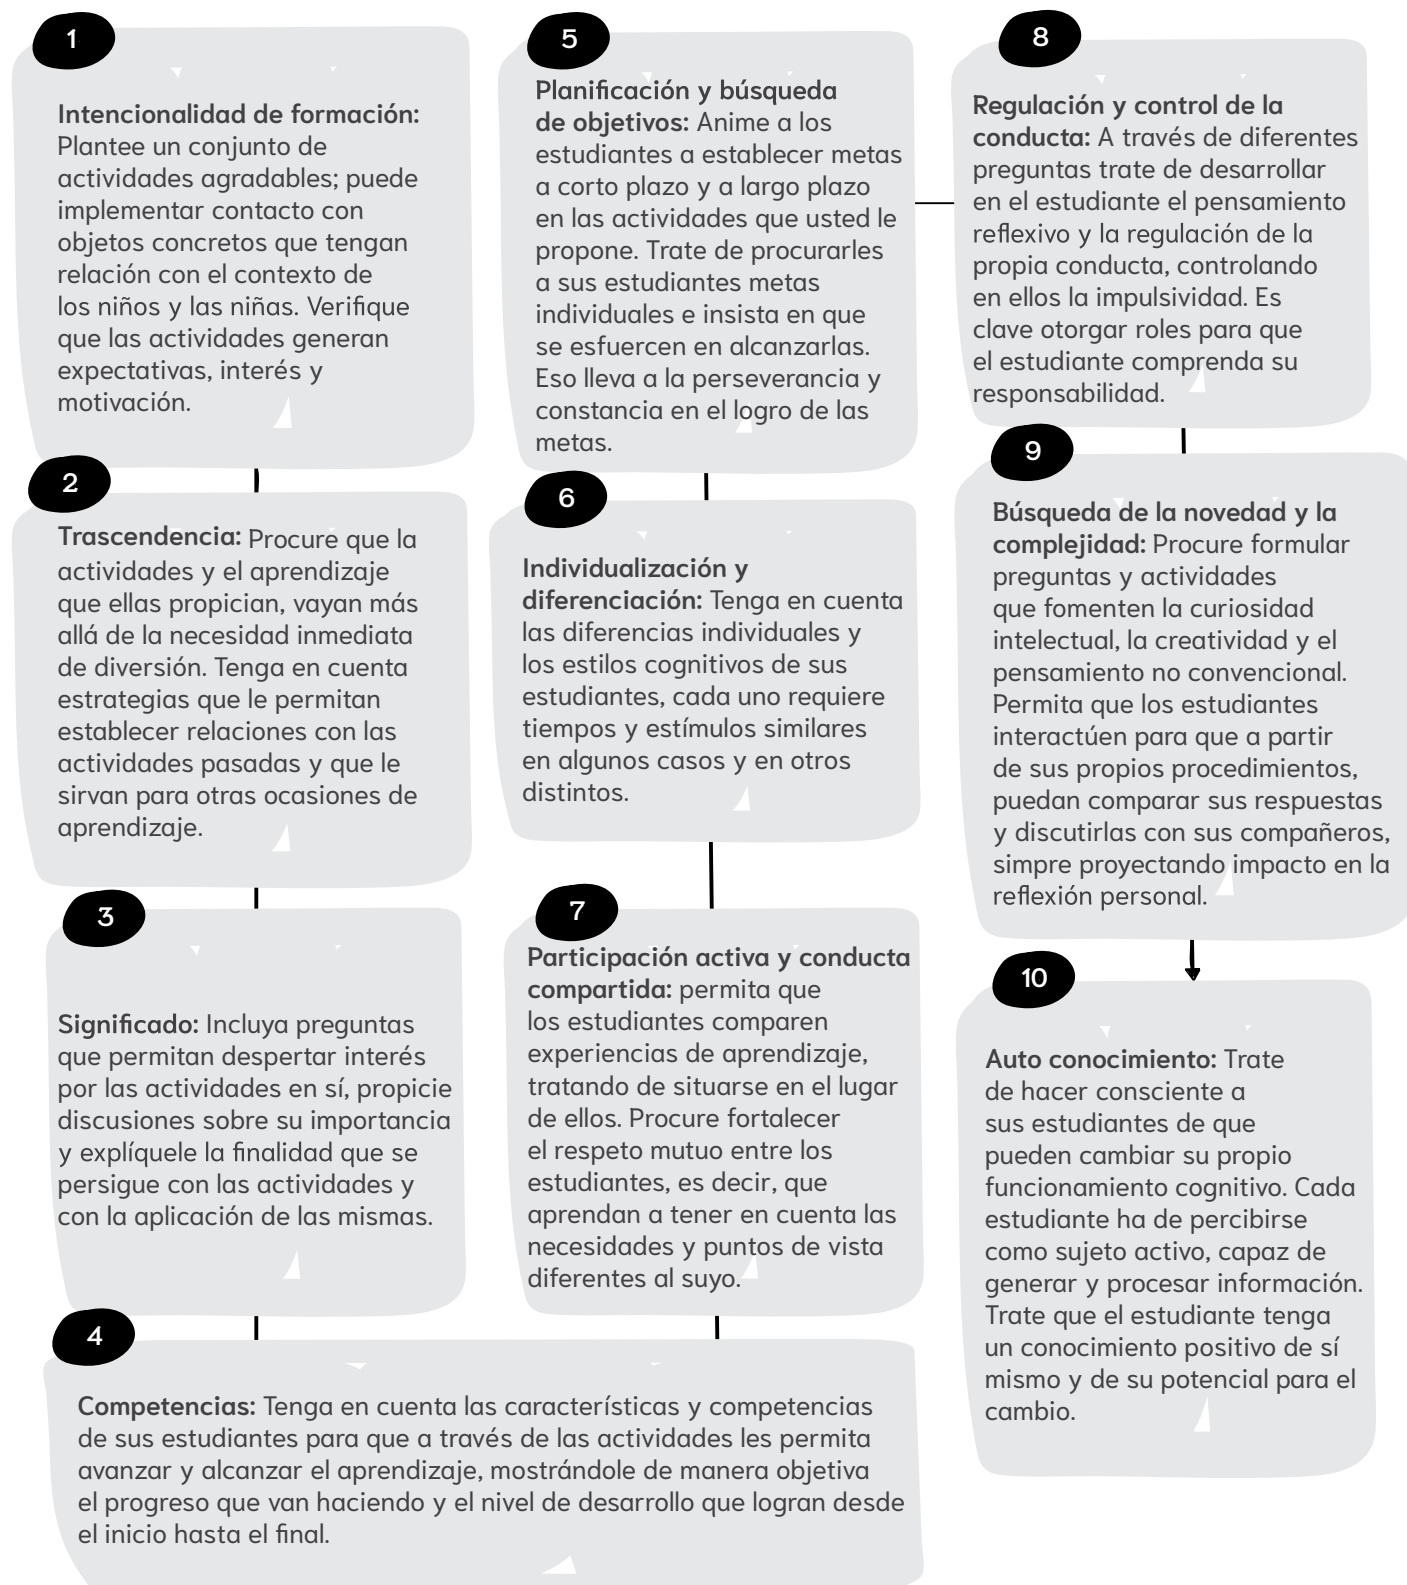 1
Intencionalidad de formación:
Plantee un conjunto de
actividades agradables; puede
implementar contacto con
objetos concretos que tengan
relación con el contexto de
los niños y las niñas. Verifique
que las actividades generan
expectativas, interés y
motivación.
2
Trascendencia: Procure que la
actividades y el aprendizaje
que ellas propician, vayan más
allá de la necesidad inmediata
de diversión. Tenga en cuenta
estrategias que le permitan
establecer relaciones con las
actividades pasadas y que le
sirvan para otras ocasiones de
aprendizaje.
3
Significado: Incluya preguntas
que permitan despertar interés
por las actividades en sí, propicie
discusiones sobre su importancia
y explíquele la finalidad que se
persigue con las actividades y
con la aplicación de las mismas.
4
Competencias: Tenga en cuenta las características y competencias
de sus estudiantes para que a través de las actividades les permita
avanzar y alcanzar el aprendizaje, mostrándole de manera objetiva
el progreso que van haciendo y el nivel de desarrollo que logran desde
el inicio hasta el final.
5
Planificación y búsqueda
de objetivos: Anime a los
estudiantes a establecer metas
a corto plazo y a largo plazo
en las actividades que usted le
propone. Trate de procurarles
a sus estudiantes metas
individuales e insista en que
se esfuercen en alcanzarlas.
Eso lleva a la perseverancia y
constancia en el logro de las
metas.
6
Individualización y
diferenciación: Tenga en cuenta
las diferencias individuales y
los estilos cognitivos de sus
estudiantes, cada uno requiere
tiempos y estímulos similares
en algunos casos y en otros
distintos.
7
Participación activa y conducta
compartida: permita que
los estudiantes comparen
experiencias de aprendizaje,
tratando de situarse en el lugar
de ellos. Procure fortalecer
el respeto mutuo entre los
estudiantes, es decir, que
aprendan a tener en cuenta las
necesidades y puntos de vista
diferentes al suyo.
8
Regulación y control de la
conducta: A través de diferentes
preguntas trate de desarrollar
en el estudiante el pensamiento
reflexivo y la regulación de la
propia conducta, controlando
en ellos la impulsividad. Es
clave otorgar roles para que
el estudiante comprenda su
responsabilidad.
9
Búsqueda de la novedad y la
complejidad: Procure formular
preguntas y actividades
que fomenten la curiosidad
intelectual, la creatividad y el
pensamiento no convencional.
Permita que los estudiantes
interactúen para que a partir
de sus propios procedimientos,
puedan comparar sus respuestas
y discutirlas con sus compañeros,
simpre proyectando impacto en la
reflexión personal.
10
Auto conocimiento: Trate
de hacer consciente a
sus estudiantes de que
pueden cambiar su propio
funcionamiento cognitivo. Cada
estudiante ha de percibirse
como sujeto activo, capaz de
generar y procesar información.
Trate que el estudiante tenga
un conocimiento positivo de sí
mismo y de su potencial para el
cambio.